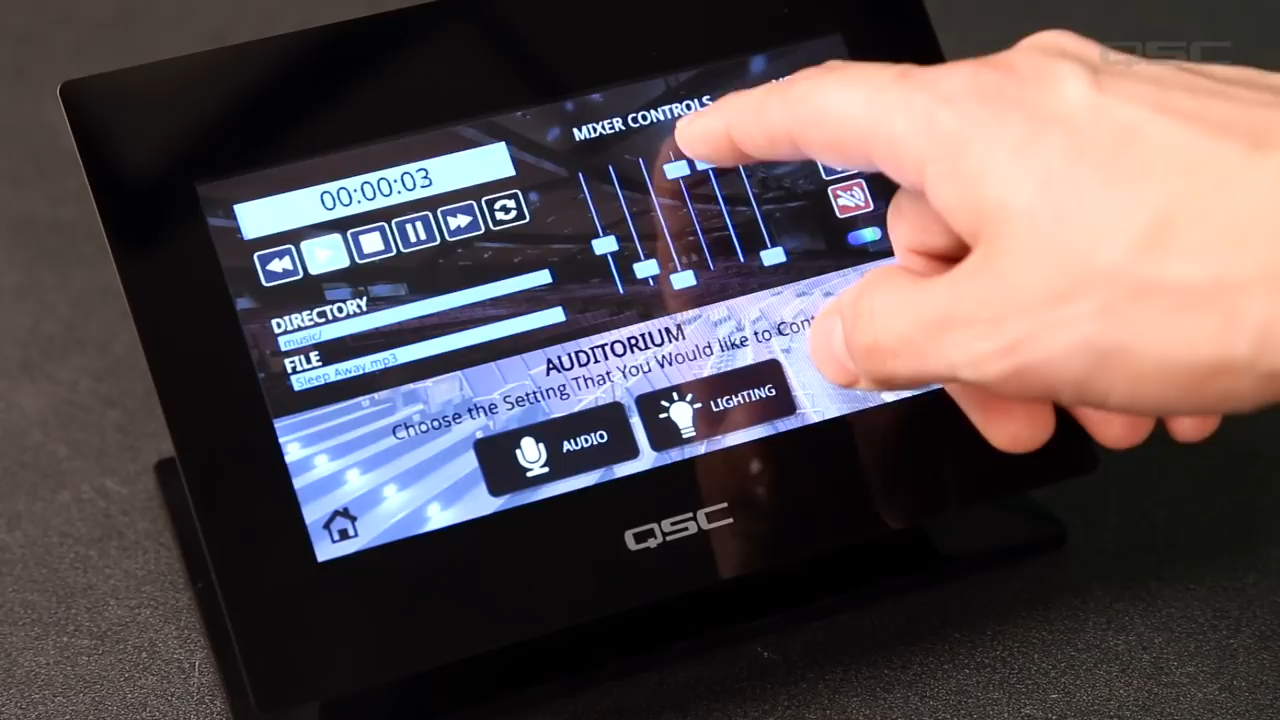 QSC
MIXER CONTROLS
00:00:03
DIRECTORY
music/
FILE
Sleep Away.mp3
AUDITORIUM
Choose the Setting That You Would like to
AUDIO
LIGHTING
QSC